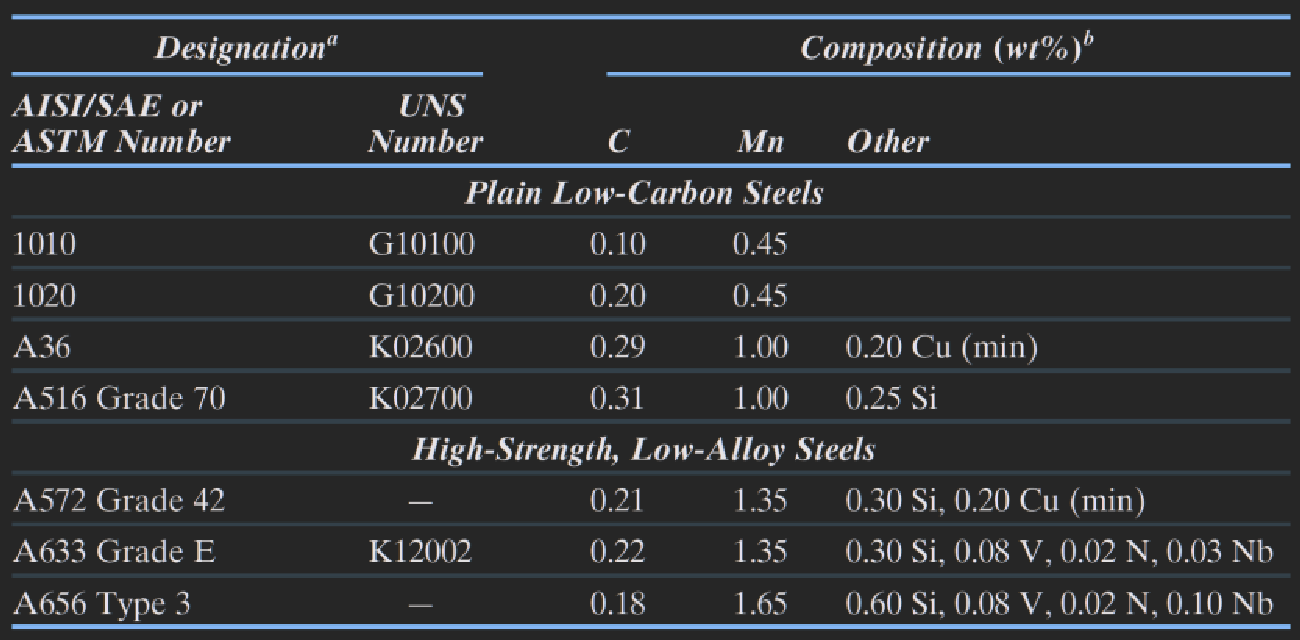 Designationᵃ Composition (wt%)ᵇ
AISI/SAE or UNS
ASTM Number Number C Mn Other
Plain Low-Carbon Steels
1010 G10100 0.10 0.45
1020 G10200 0.20 0.45
A36 K02600 0.29 1.00 0.20 Cu (min)
A516 Grade 70 K02700 0.31 1.00 0.25 Si
High-Strength, Low-Alloy Steels
A572 Grade 42 — 0.21 1.35 0.30 Si, 0.20 Cu (min)
A633 Grade E K12002 0.22 1.35 0.30 Si, 0.08 V, 0.02 N, 0.03 Nb
A656 Type 3 — 0.18 1.65 0.60 Si, 0.08 V, 0.02 N, 0.10 Nb